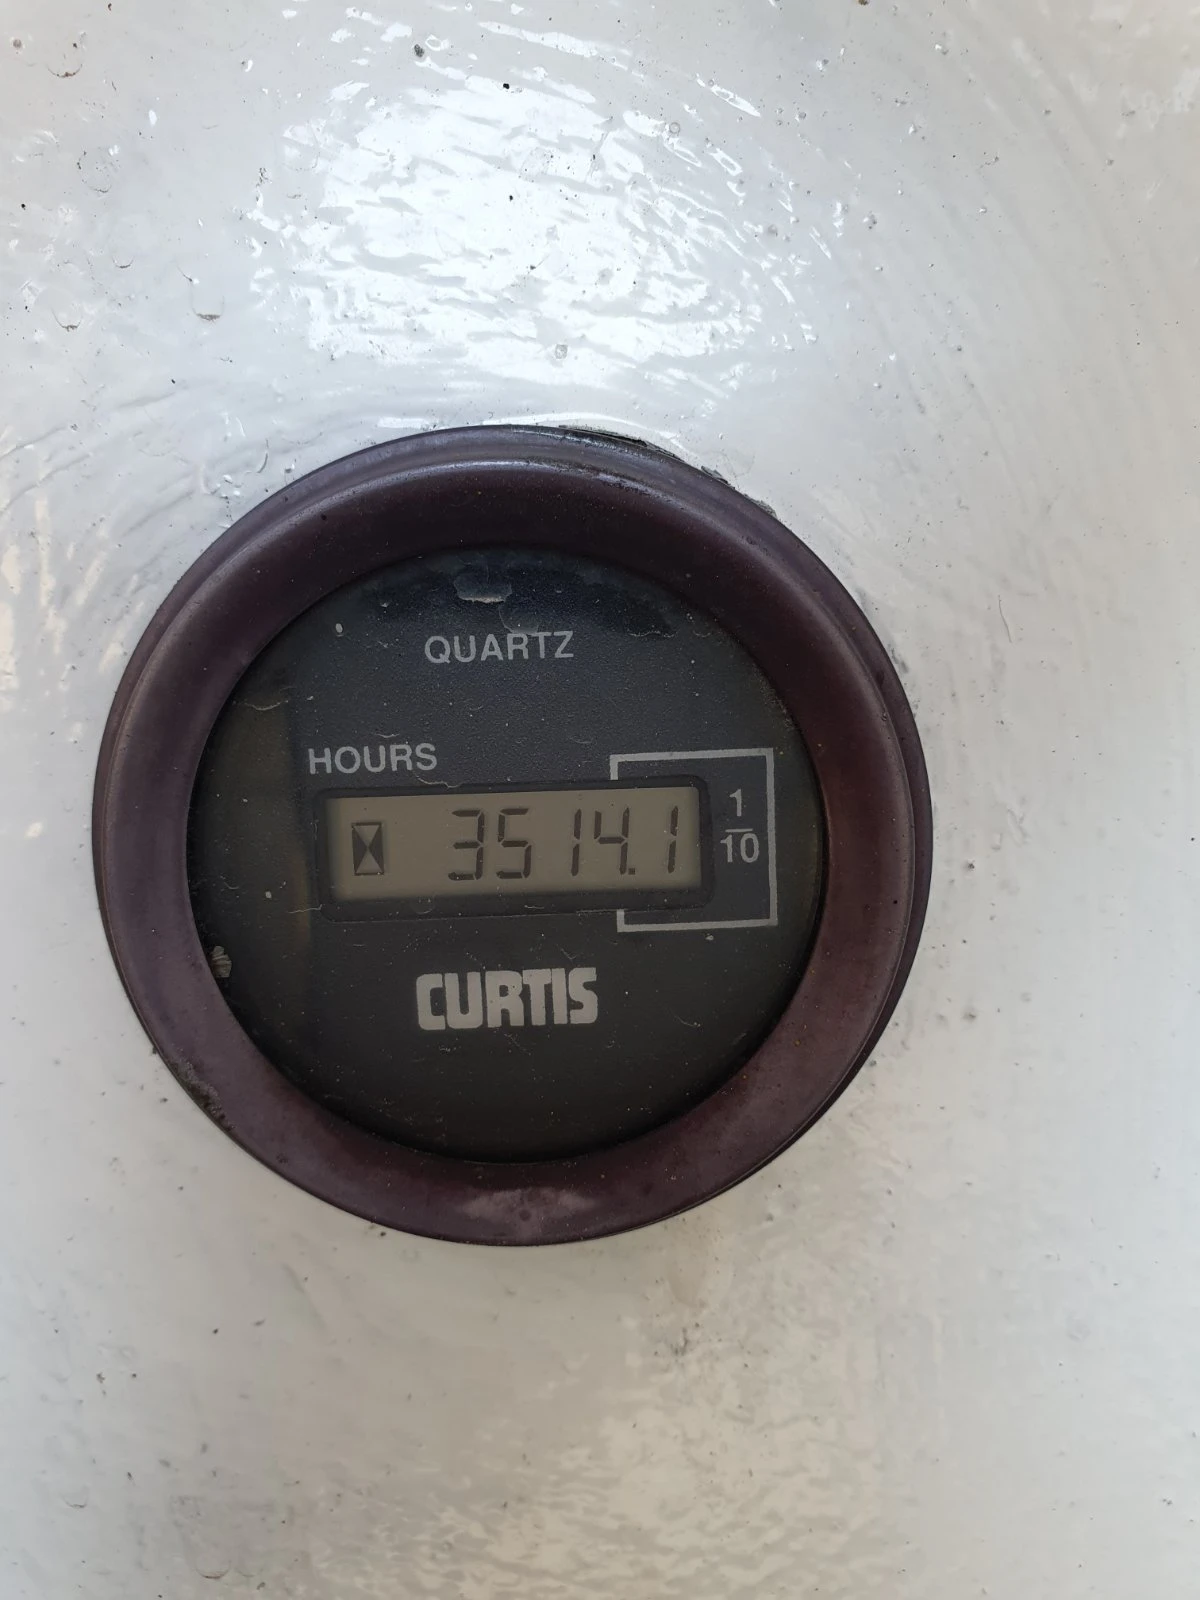 QUARTZ
HOURS
3514.1
1
10
CURTIS